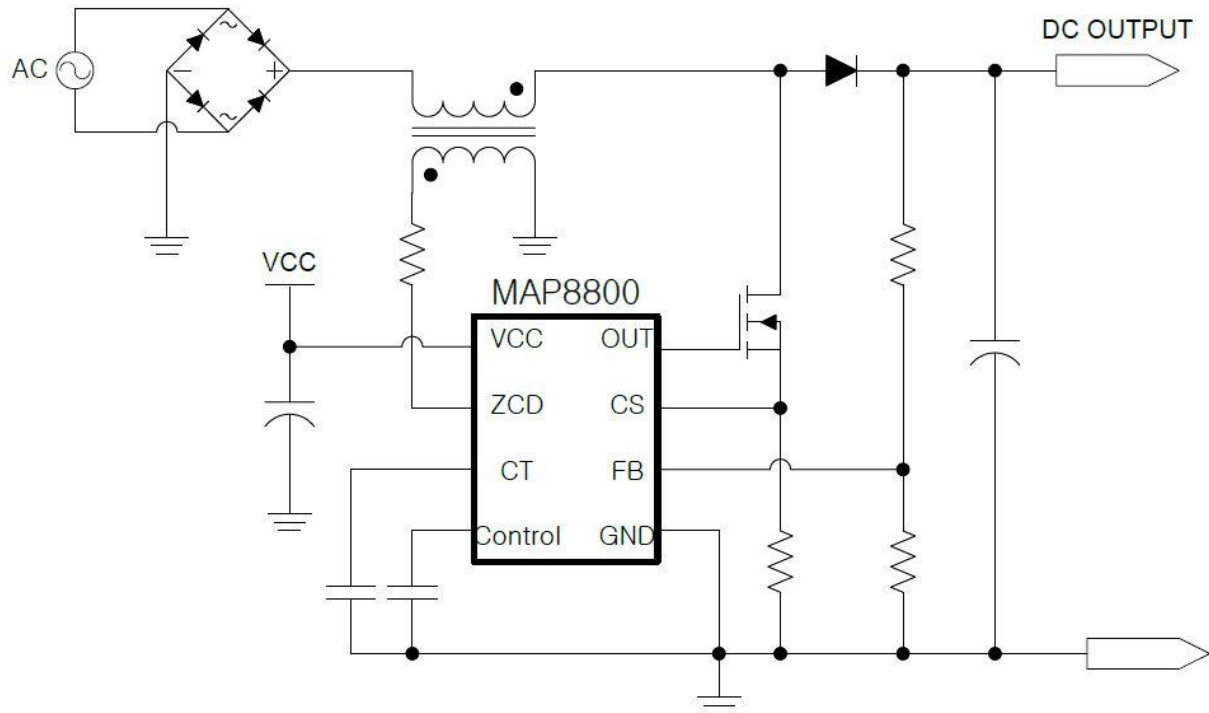 DC OUTPUT
AC
VCC
MAP8800
VCC OUT
ZCD CS
CT FB
Control GND